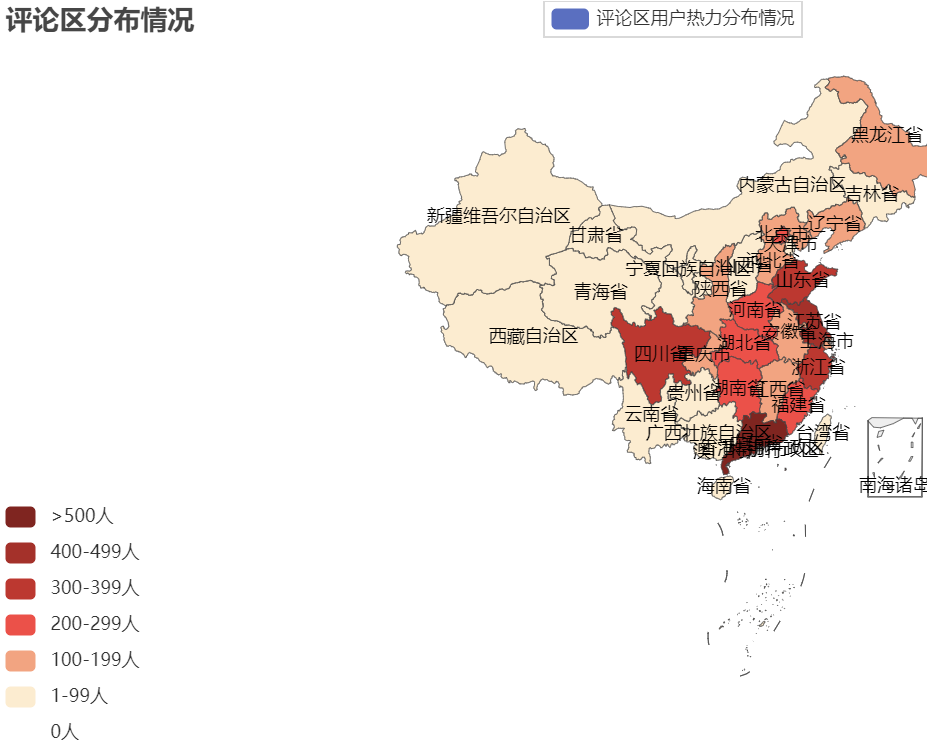 评论区分布情况
评论区用户热力分布情况
黑龙江省
内蒙古自治区
吉林省
新疆维吾尔自治区
辽宁省
甘肃省
北京市
天津市
宁夏回族自治区
山西省
河北省
山东省
青海省
陕西省
河南省
江苏省
安徽省
西藏自治区
湖北省
上海市
四川省
重庆市
浙江省
湖南省
江西省
贵州省
福建省
云南省
广西壮族自治区
台湾省
海南省
南海诸岛
>500人
400-499人
300-399人
200-299人
100-199人
1-99人
0人